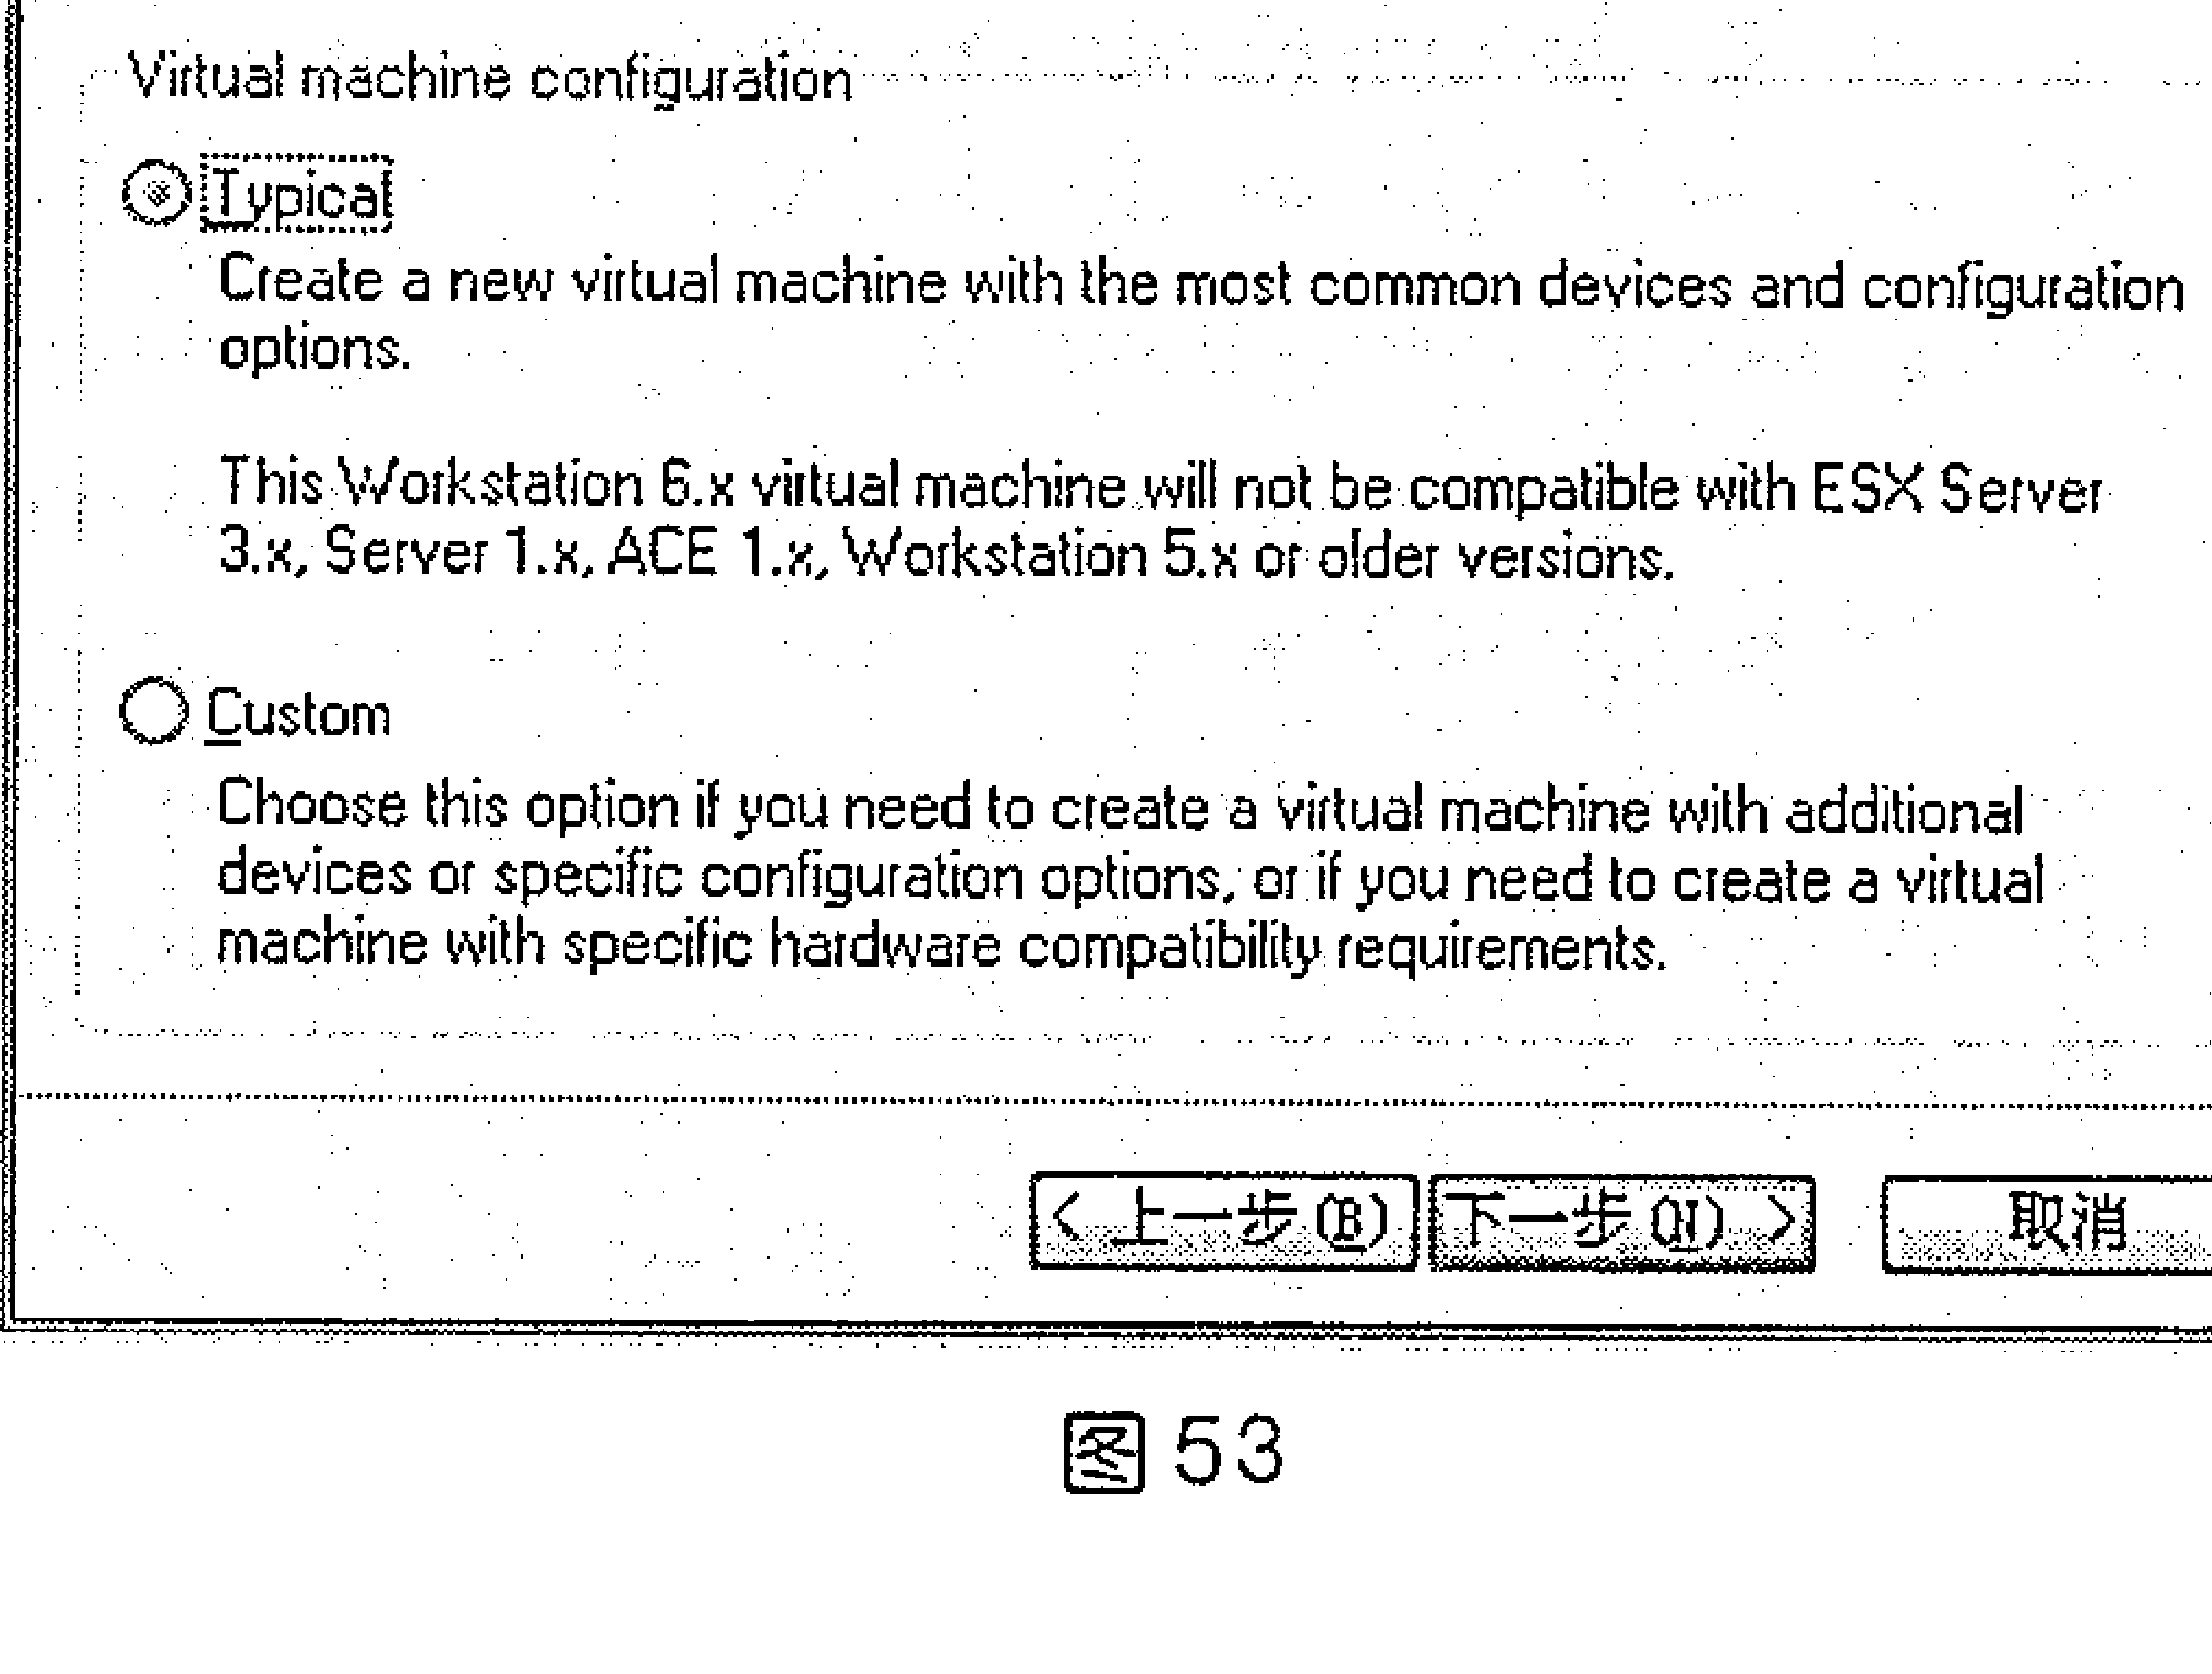 Virtual machine configuration
Typical
Create a new virtual machine with the most common devices and configuration
options.
This Workstation 6.x virtual machine will not be compatible with ESX Server
3.x, Server 1.x, ACE 1.x, Workstation 5.x or older versions.
Custom
Choose this option if you need to create a virtual machine with additional
devices or specific configuration options, or if you need to create a virtual
machine with specific hardware compatibility requirements.
< 上一步(B) 下一步(N) > 取消
图 53